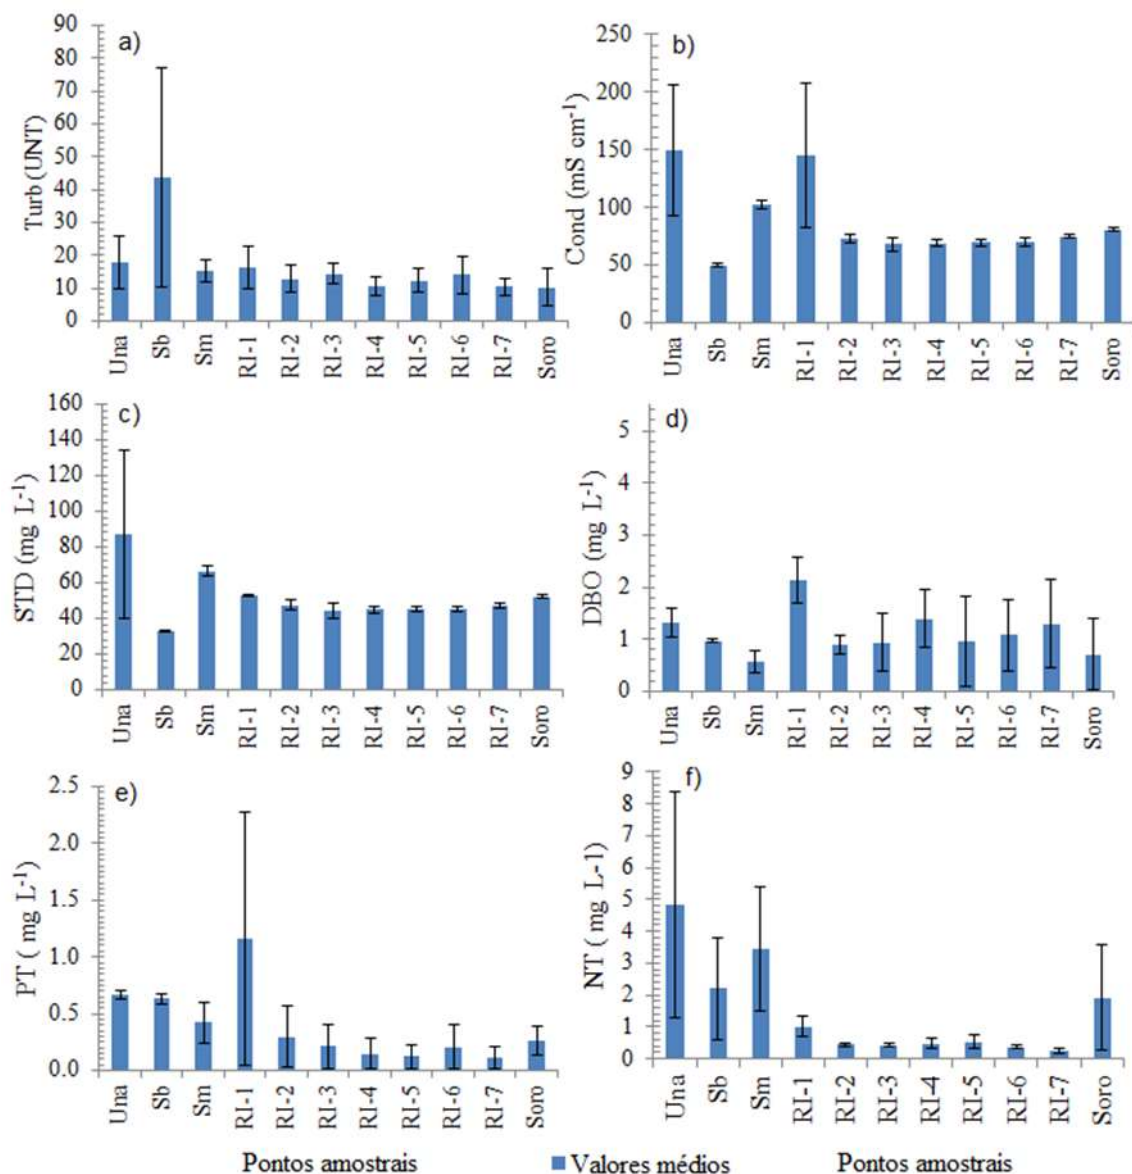 a)
Turb (UNT)
90
80
70
60
50
40
30
20
10
0
Una Sb Sm RI-1 RI-2 RI-3 RI-4 RI-5 RI-6 RI-7 Soro
b)
Cond (mS cm-1)
250
200
150
100
50
0
Una Sb Sm RI-1 RI-2 RI-3 RI-4 RI-5 RI-6 RI-7 Soro
c)
STD (mg L-1)
160
140
120
100
80
60
40
20
0
Una Sb Sm RI-1 RI-2 RI-3 RI-4 RI-5 RI-6 RI-7 Soro
d)
DBO (mg L-1)
5
4
3
2
1
0
Una Sb Sm RI-1 RI-2 RI-3 RI-4 RI-5 RI-6 RI-7 Soro
e)
PT ( mg L-1)
2.5
2.0
1.5
1.0
0.5
0.0
Una Sb Sm RI-1 RI-2 RI-3 RI-4 RI-5 RI-6 RI-7 Soro
f)
NT ( mg L-1)
9
8
7
6
5
4
3
2
1
0
Una Sb Sm RI-1 RI-2 RI-3 RI-4 RI-5 RI-6 RI-7 Soro
Pontos amostrais Valores médios Pontos amostrais